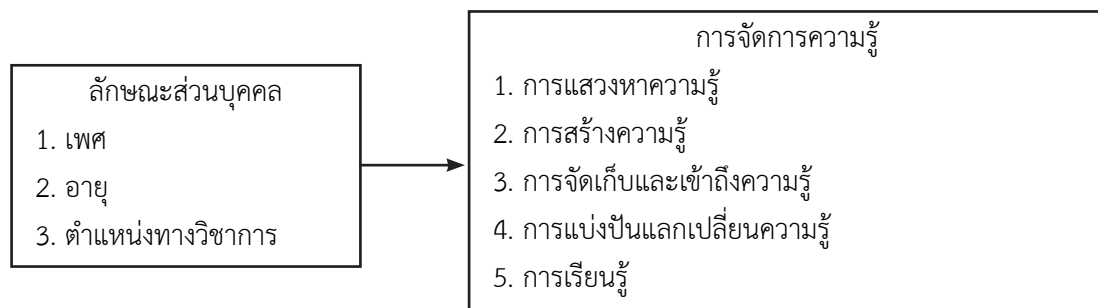 ลักษณะส่วนบุคคล
1. เพศ
2. อายุ
3. ตำแหน่งทางวิชาการ
การจัดการความรู้
1. การแสวงหาความรู้
2. การสร้างความรู้
3. การจัดเก็บและเข้าถึงความรู้
4. การแบ่งปันแลกเปลี่ยนความรู้
5. การเรียนรู้